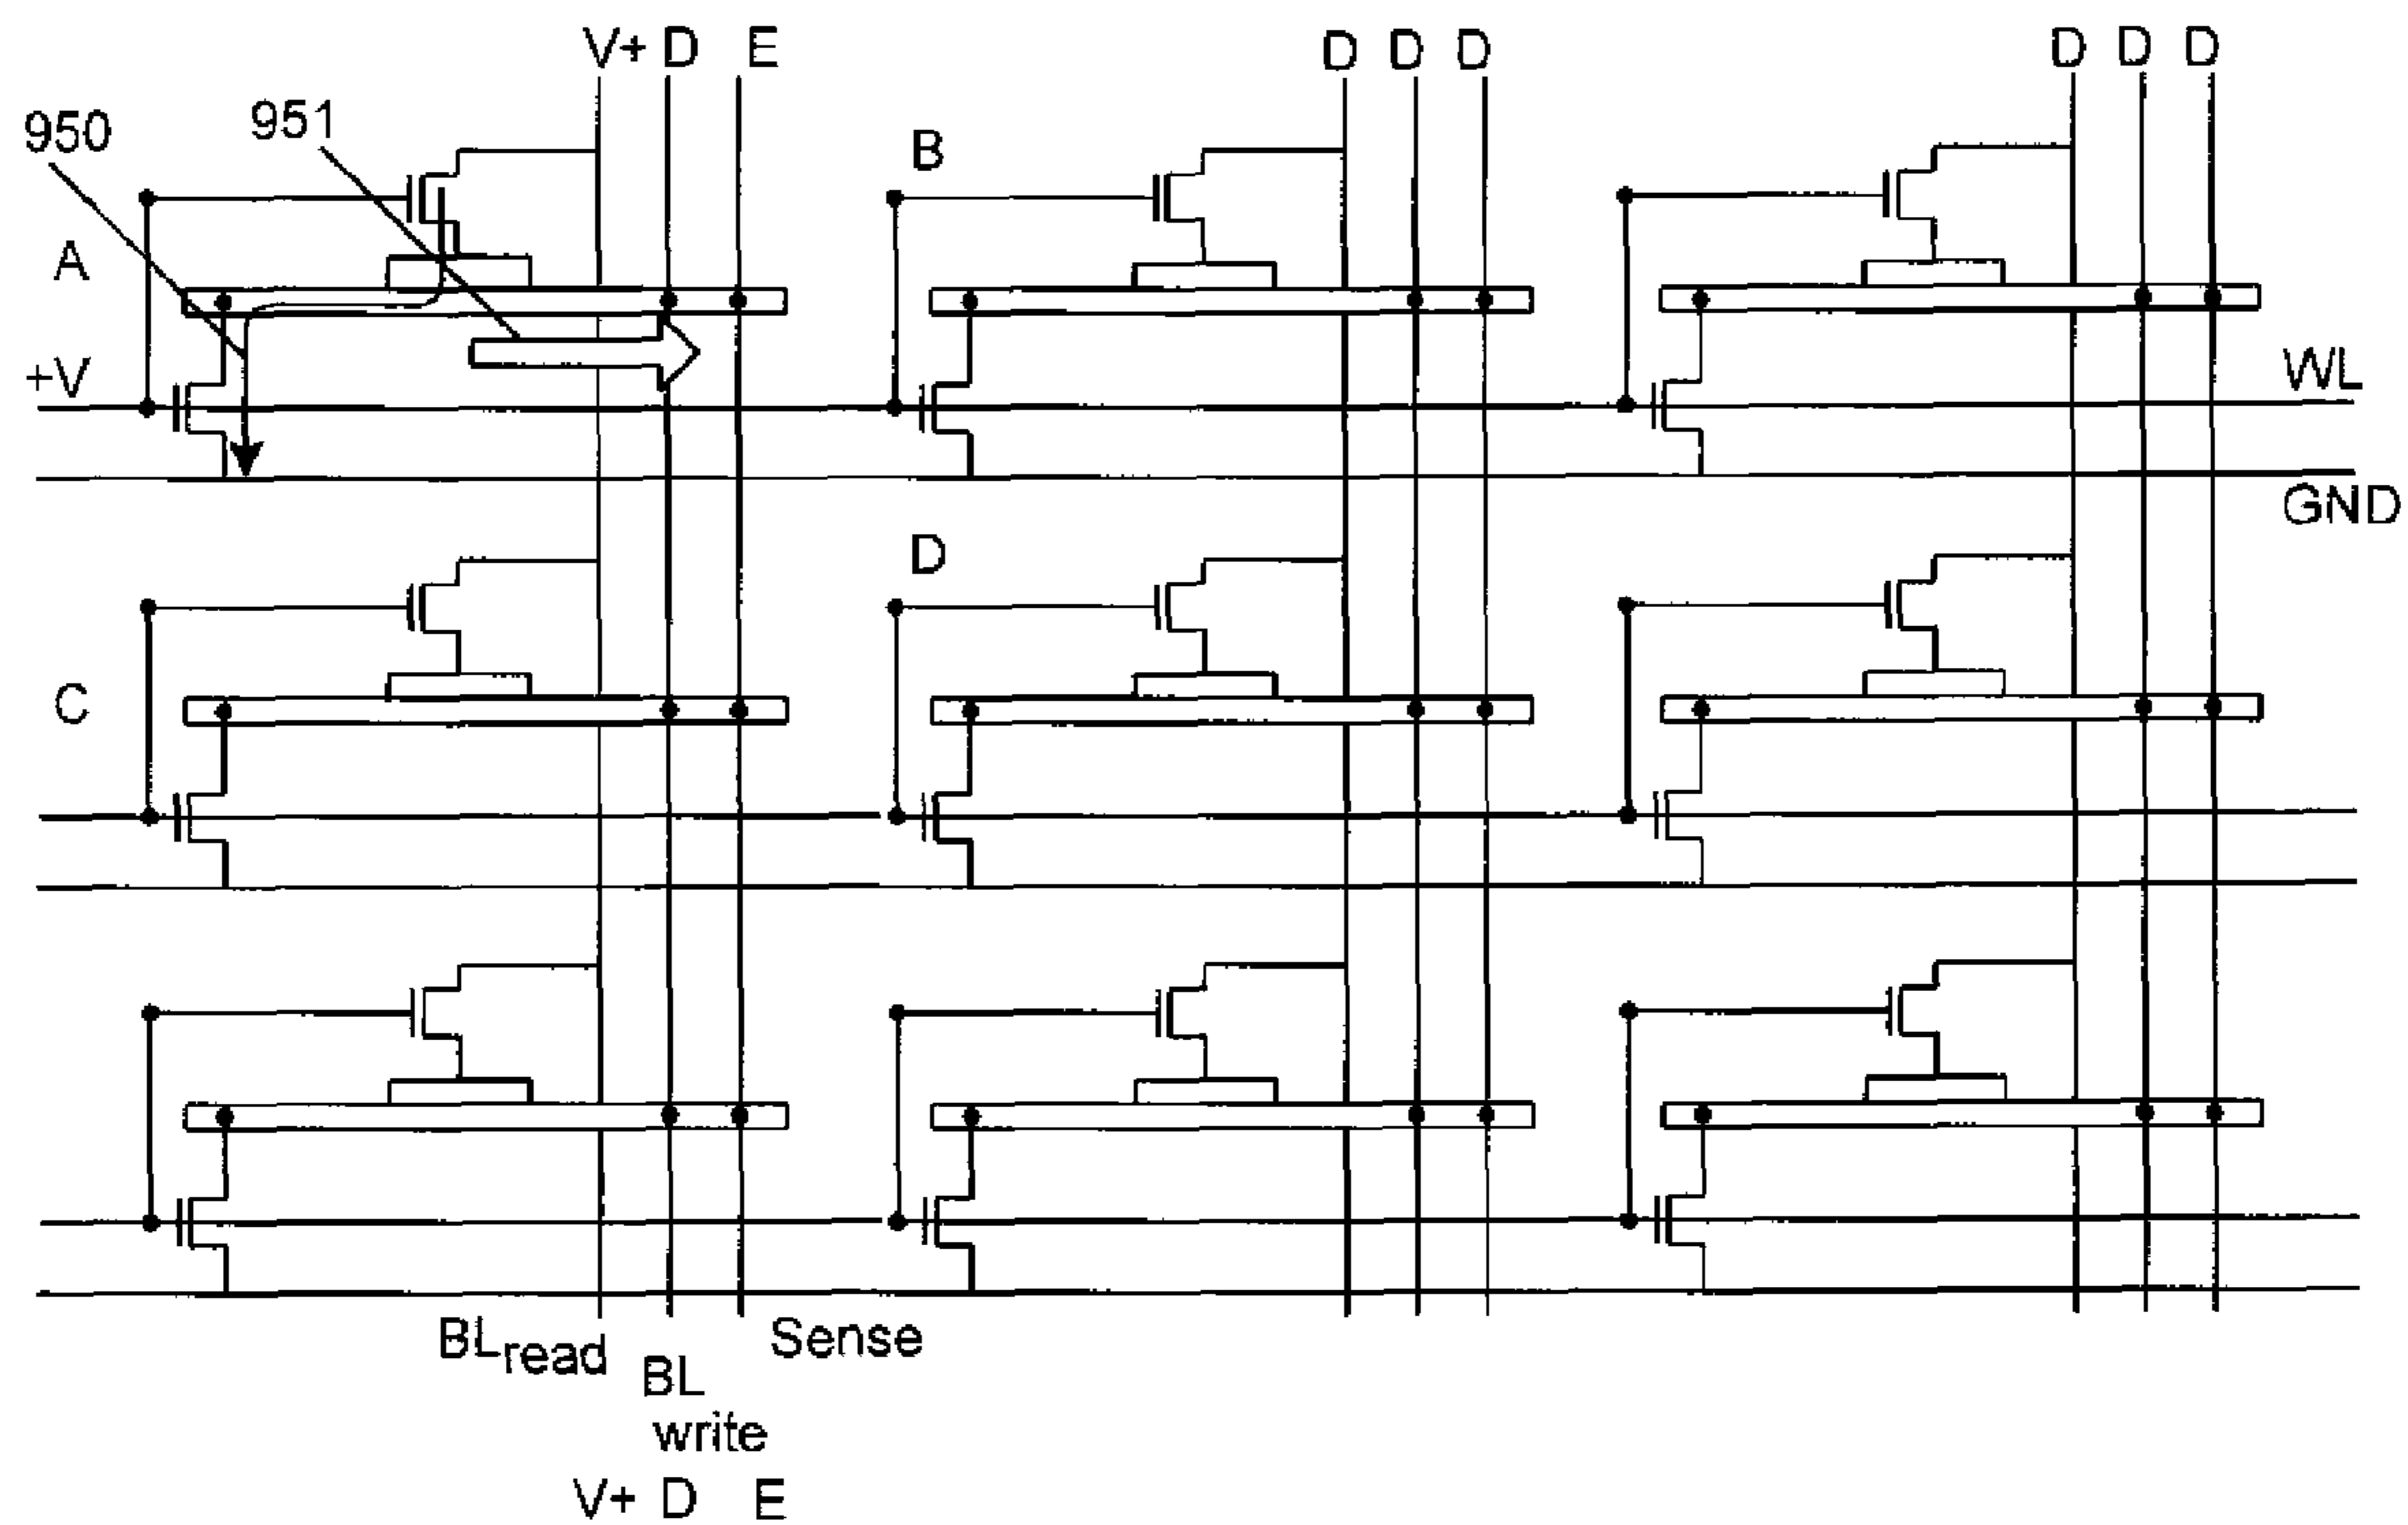 V+ D E D D D D D D
950 951 B
A
+V WL
GND
D
C
BLread Sense
BL
write
V+ D E